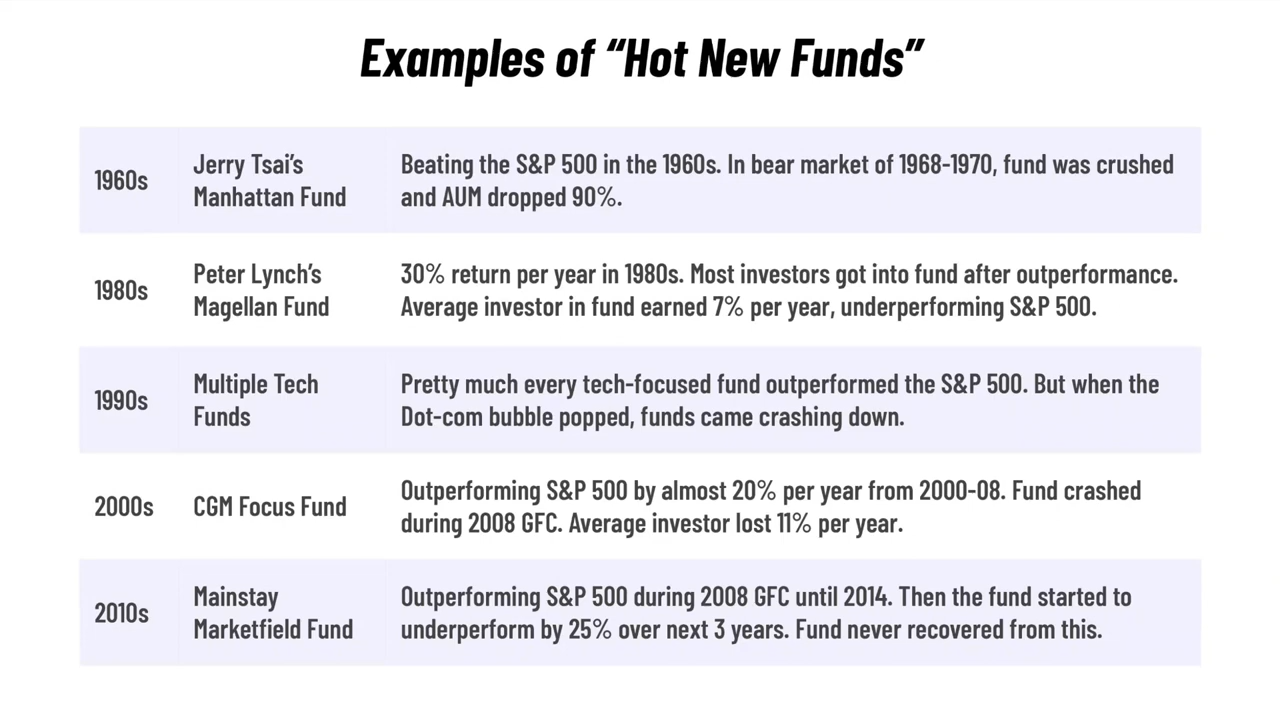 Examples of “Hot New Funds”
1960s
Jerry Tsai’s
Manhattan Fund
Beating the S&P 500 in the 1960s. In bear market of 1968-1970, fund was crushed
and AUM dropped 90%.
1980s
Peter Lynch’s
Magellan Fund
30% return per year in 1980s. Most investors got into fund after outperformance.
Average investor in fund earned 7% per year, underperforming S&P 500.
1990s
Multiple Tech
Funds
Pretty much every tech-focused fund outperformed the S&P 500. But when the
Dot-com bubble popped, funds came crashing down.
2000s
CGM Focus Fund
Outperforming S&P 500 by almost 20% per year from 2000-08. Fund crashed
during 2008 GFC. Average investor lost 11% per year.
2010s
Mainstay
Marketfield Fund
Outperforming S&P 500 during 2008 GFC until 2014. Then the fund started to
underperform by 25% over next 3 years. Fund never recovered from this.